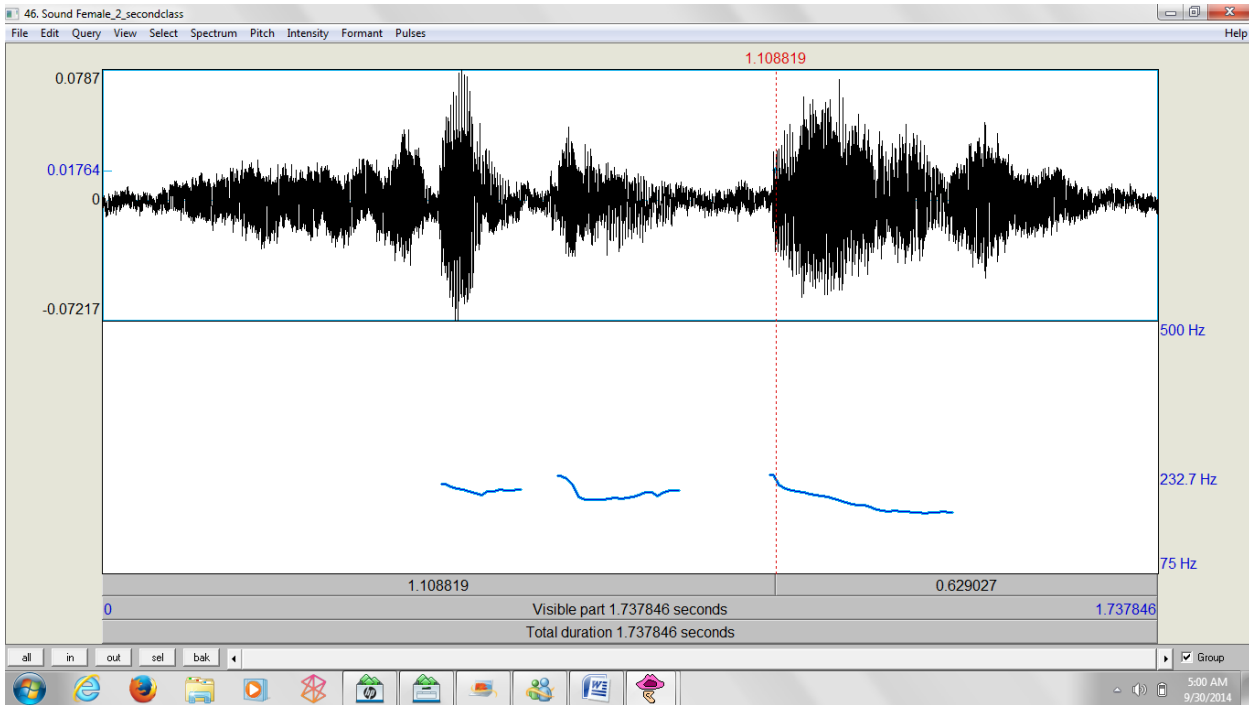 46. Sound Female_2_secondclass
File Edit Query View Select Spectrum Pitch Intensity Formant Pulses Help
1.108819
0.0787
0.01764
0
-0.07217
500 Hz
232.7 Hz
75 Hz
1.108819 0.629027
0 Visible part 1.737846 seconds 1.737846
Total duration 1.737846 seconds
all in out sel bak Group
hp W
5:00 AM
9/30/2014